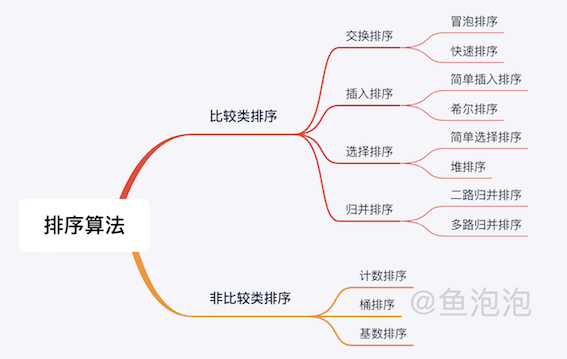 排序算法
比较类排序
交换排序
冒泡排序
快速排序
插入排序
简单插入排序
希尔排序
选择排序
简单选择排序
堆排序
归并排序
二路归并排序
多路归并排序
非比较类排序
计数排序
桶排序
基数排序
@鱼泡泡